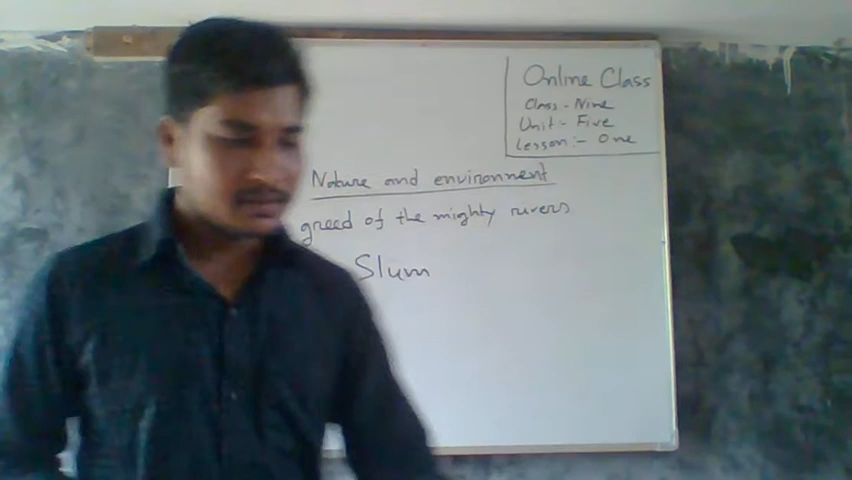 Online Class
Class - Nine
Unit - Five
Lesson :- One
Nature and environment
greed of the mighty rivers
Slum